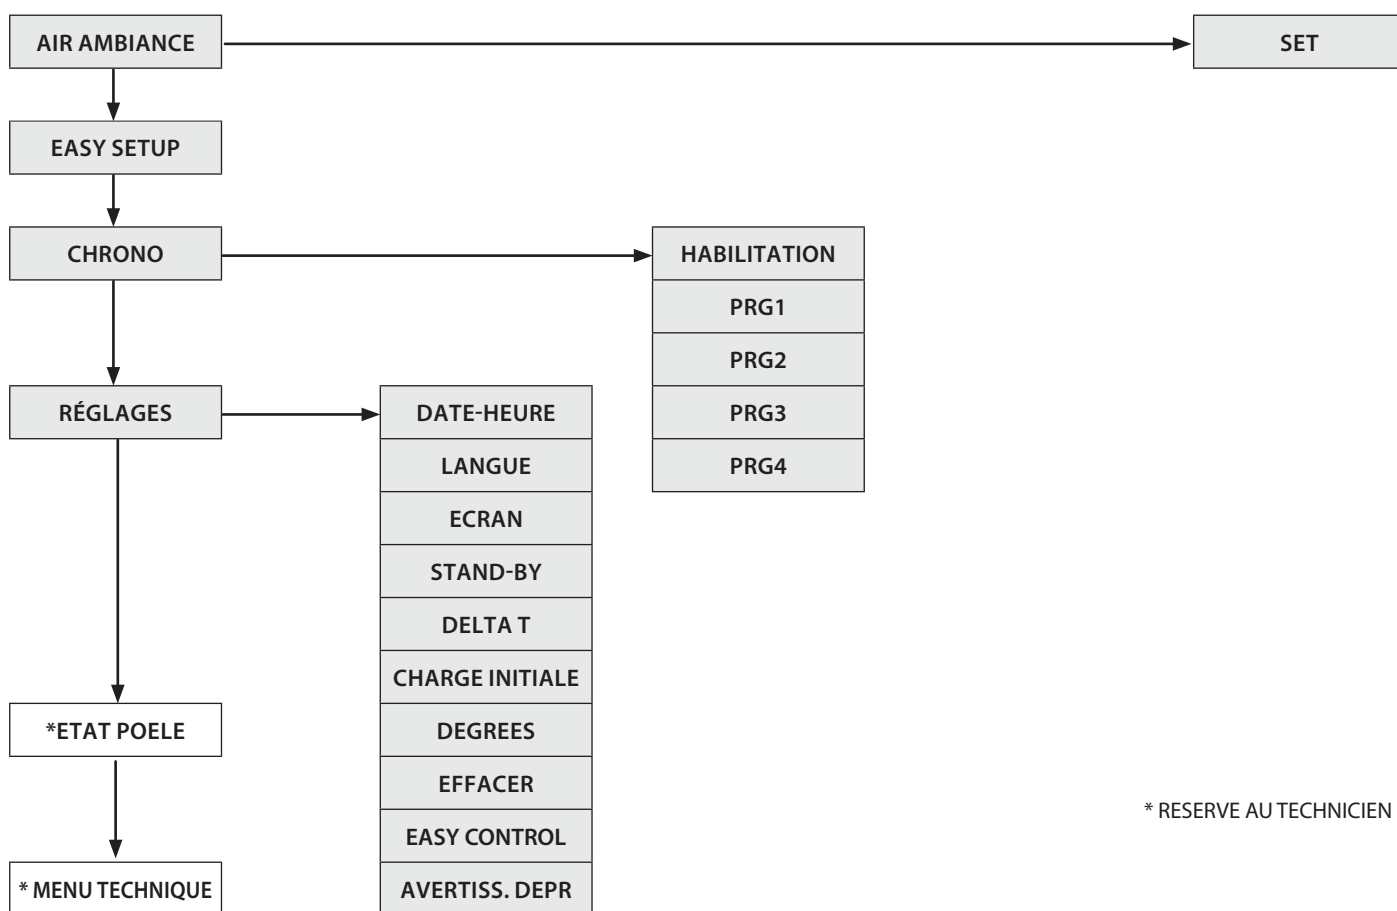 AIR AMBIANCE
SET
EASY SETUP
CHRONO
HABILITATION
PRG1
PRG2
PRG3
PRG4
RÉGLAGES
DATE-HEURE
LANGUE
ECRAN
STAND-BY
DELTA T
CHARGE INITIALE
DEGREES
EFFACER
EASY CONTROL
AVERTISS. DEPR
*ETAT POELE
* MENU TECHNIQUE
* RESERVE AU TECHNICIEN